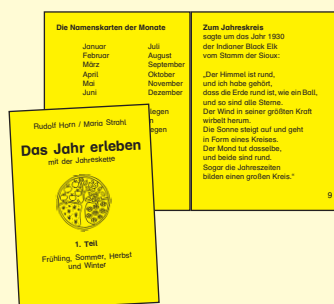 Die Namenskarten der Monate
Januar Juli
Februar August
März September
April Oktober
Mai November
Juni Dezember
legen
n
egen
Zum Jahreskreis
sagte um das Jahr 1930
der Indianer Black Elk
vom Stamm der Sioux:
„Der Himmel ist rund,
und ich habe gehört,
dass die Erde rund ist, wie ein Ball,
und so sind alle Sterne.
Der Wind in seiner größten Kraft
wirbelt herum.
Die Sonne steigt auf und geht
in Form eines Kreises.
Der Mond tut dasselbe,
und beide sind rund.
Sogar die Jahreszeiten
bilden einen großen Kreis.“
9
Rudolf Horn / Maria Strahl
Das Jahr erleben
mit der Jahreskette
1. Teil
Frühling, Sommer, Herbst
und Winter